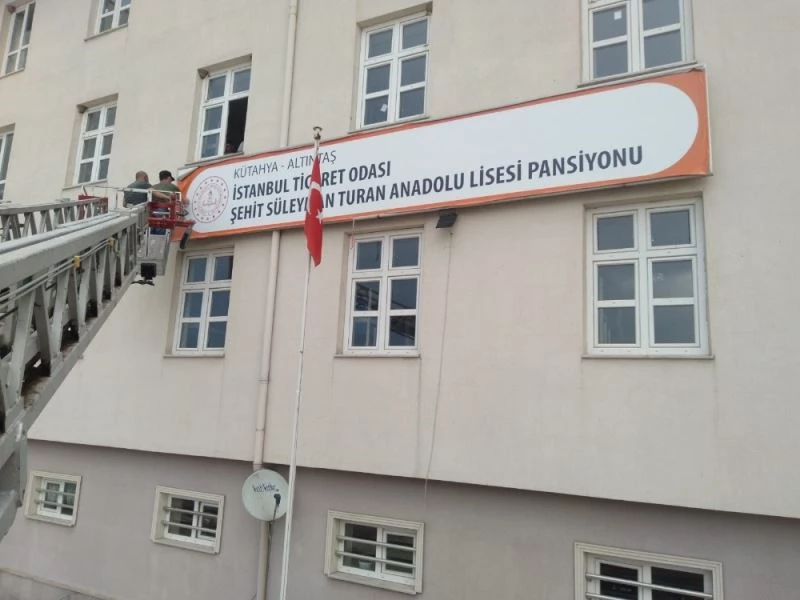 KÜTAHYA - ALTINTAŞ
İSTANBUL TİCARET ODASI
ŞEHİT SÜLEYMAN TURAN ANADOLU LİSESİ PANSİYONU